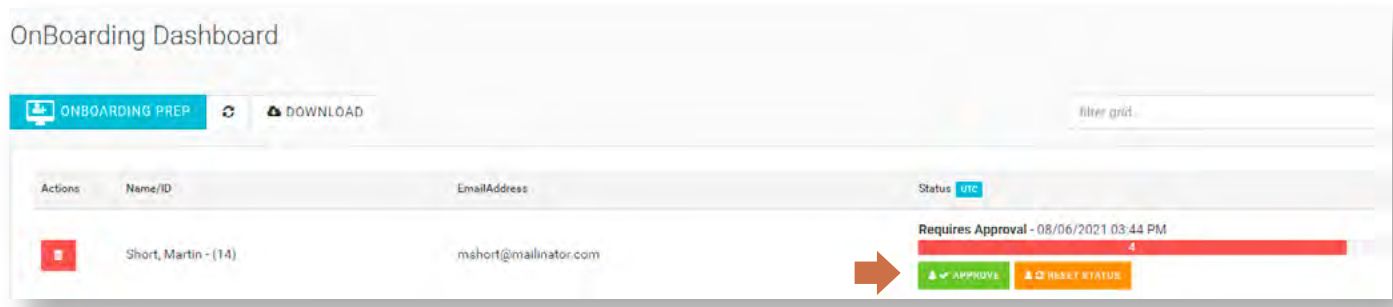 OnBoarding Dashboard
ONBOARDING PREP DOWNLOAD filter grid...
Actions Name/ID EmailAddress Status UTC
Requires Approval - 08/06/2021 03:44 PM
4
Short, Martin - (14) mshort@mailinator.com
APPROVE RESET STATUS